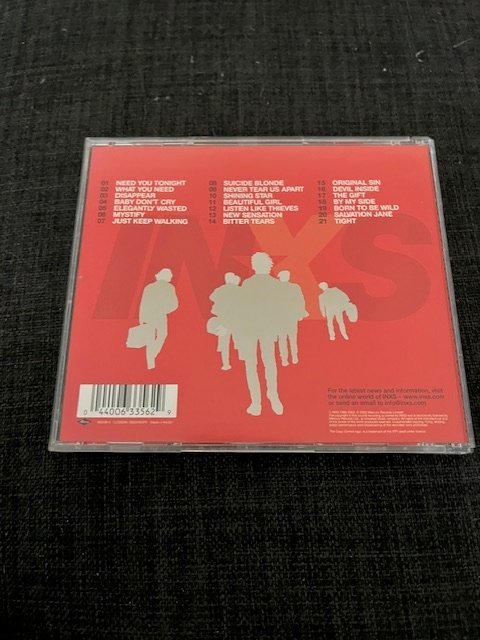 01 NEED YOU TONIGHT
02 WHAT YOU NEED
03 DISAPPEAR
04 BABY DON'T CRY
05 ELEGANTLY WASTED
06 MYSTIFY
07 JUST KEEP WALKING
08 SUICIDE BLONDE
09 NEVER TEAR US APART
10 SHINING STAR
11 BEAUTIFUL GIRL
12 LISTEN LIKE THIEVES
13 NEW SENSATION
14 BITTER TEARS
15 ORIGINAL SIN
16 DEVIL INSIDE
17 THE GIFT
18 BY MY SIDE
19 BORN TO BE WILD
20 SALVATION JANE
21 TIGHT
INXS
For the latest news and information, visit
the online world of INXS – www.inxs.com
or send an email to info@inxs.com
0 44006 33562 9